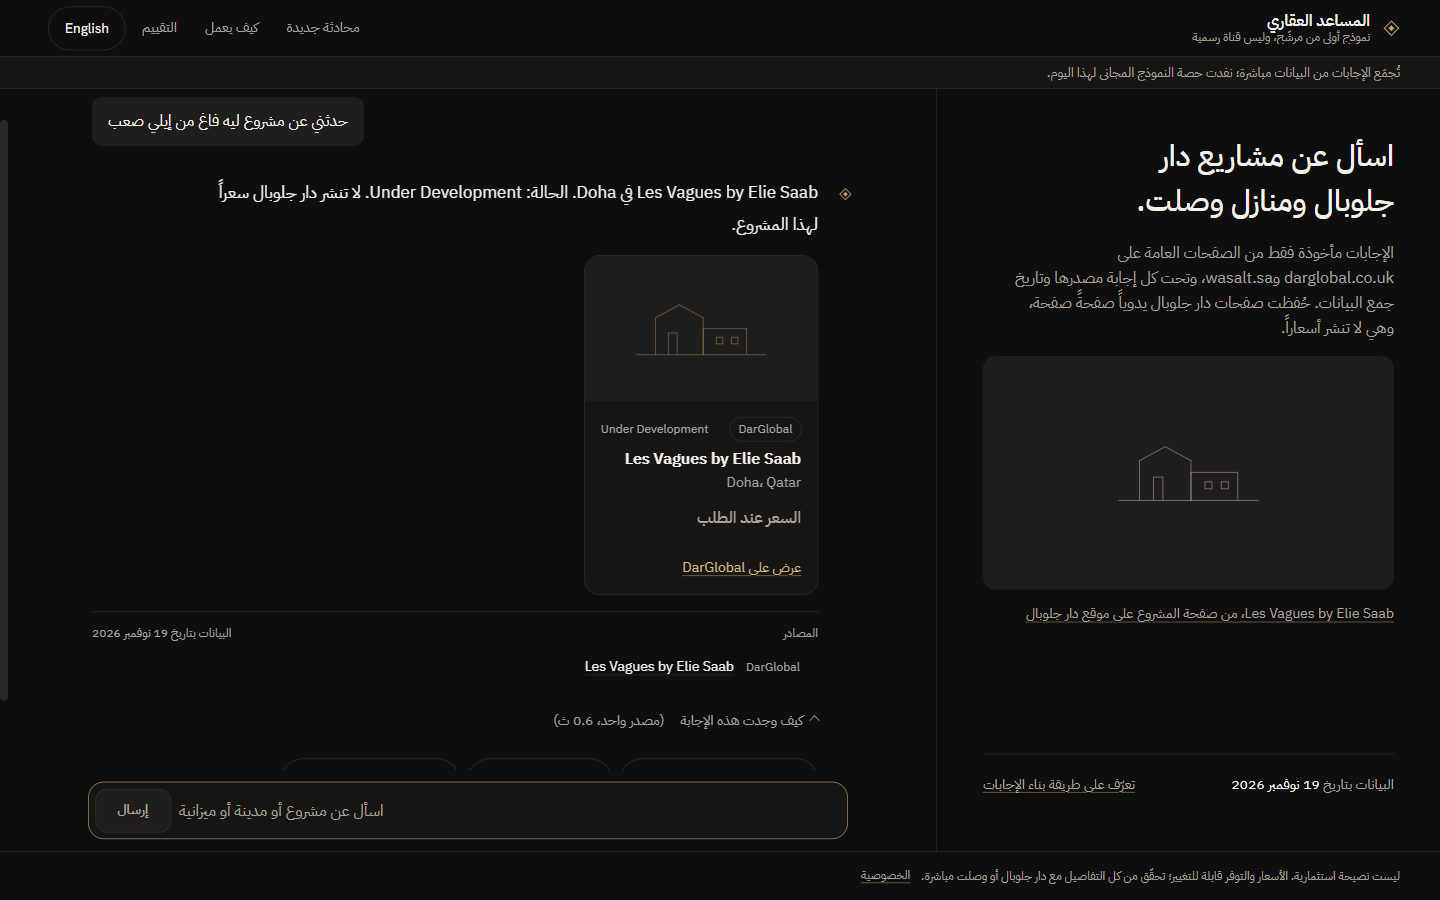 المساعد العقاري
نموذج أولي من مرشّح، وليس قناة رسمية
محادثة جديدة
كيف يعمل
التقييم
English
تُجمّع الإجابات من البيانات مباشرة؛ نفدت حصة النموذج المجاني لهذا اليوم.
اسأل عن مشاريع دار
جلوبال ومنازل وصلت.
الإجابات مأخوذة فقط من الصفحات العامة على
darglobal.co.uk وwasalt.sa، وتحت كل إجابة مصدرها وتاريخ
جمع البيانات. حُفظت صفحات دار جلوبال يدوياً صفحةً صفحة،
وهي لا تنشر أسعاراً.
Les Vagues by Elie Saab، من صفحة المشروع على موقع دار جلوبال
البيانات بتاريخ 19 نوفمبر 2026
تعرّف على طريقة بناء الإجابات
حدثني عن مشروع ليه فاغ من إيلي صعب
Les Vagues by Elie Saab في Doha. الحالة: Under Development. لا تنشر دار جلوبال سعراً
لهذا المشروع.
DarGlobal
Under Development
Les Vagues by Elie Saab
Doha، Qatar
السعر عند الطلب
عرض على DarGlobal
المصادر
البيانات بتاريخ 19 نوفمبر 2026
DarGlobal
Les Vagues by Elie Saab
كيف وجدت هذه الإجابة (مصدر واحد، 0.6 ث)
اسأل عن مشروع أو مدينة أو ميزانية
إرسال
ليست نصيحة استثمارية. الأسعار والتوفر قابلة للتغيير؛ تحقّق من كل التفاصيل مع دار جلوبال أو وصلت مباشرة.
الخصوصية